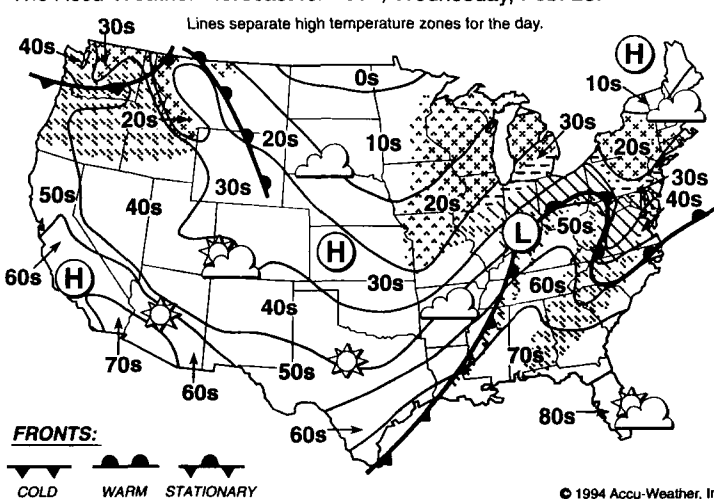 Lines separate high temperature zones for the day.
40s
30s
0s
H
10s
20s
20s
10s
30s
20s
30s
50s
40s
30s
20s
30s
40s
50s
L
60s
H
H
30s
60s
40s
70s
60s
50s
70s
60s
80s
FRONTS:
COLD
WARM
STATIONARY
© 1994 Accu-Weather, In